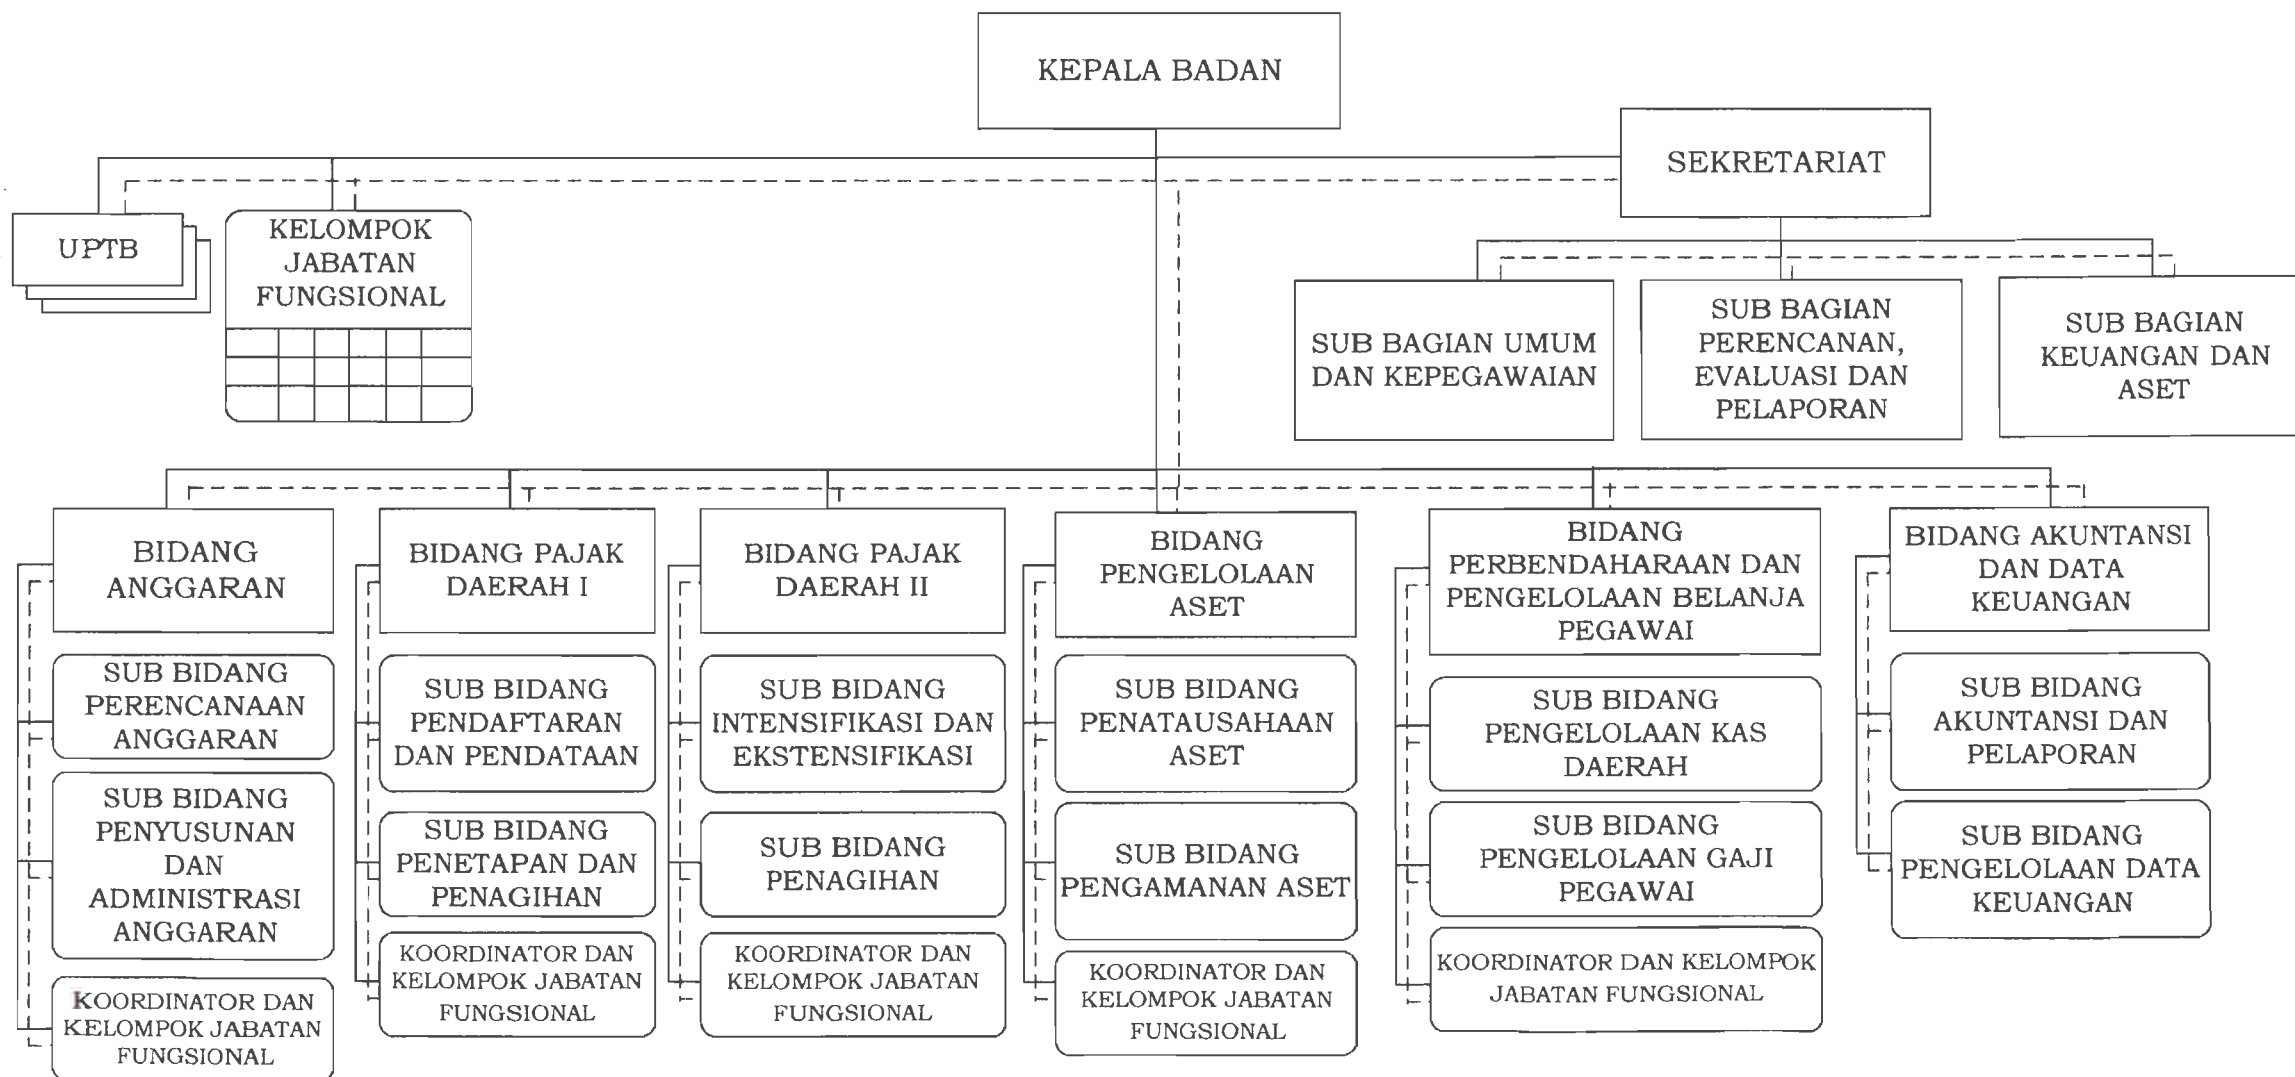 KEPALA BADAN
SEKRETARIAT
UPTB
KELOMPOK
JABATAN
FUNGSIONAL
SUB BAGIAN UMUM
DAN KEPEGAWAIAN
SUB BAGIAN
PERENCANAN,
EVALUASI DAN
PELAPORAN
SUB BAGIAN
KEUANGAN DAN
ASET
BIDANG
ANGGARAN
SUB BIDANG
PERENCANAAN
ANGGARAN
SUB BIDANG
PENYUSUNAN
DAN
ADMINISTRASI
ANGGARAN
KOORDINATOR DAN
KELOMPOK JABATAN
FUNGSIONAL
BIDANG PAJAK
DAERAH I
SUB BIDANG
PENDAFTARAN
DAN PENDATAAN
SUB BIDANG
PENETAPAN DAN
PENAGIHAN
KOORDINATOR DAN
KELOMPOK JABATAN
FUNGSIONAL
BIDANG PAJAK
DAERAH II
SUB BIDANG
INTENSIFIKASI DAN
EKSTENSIFIKASI
SUB BIDANG
PENAGIHAN
KOORDINATOR DAN
KELOMPOK JABATAN
FUNGSIONAL
BIDANG
PENGELOLAAN
ASET
SUB BIDANG
PENATAUSAHAAN
ASET
SUB BIDANG
PENGAMANAN ASET
KOORDINATOR DAN
KELOMPOK JABATAN
FUNGSIONAL
BIDANG
PERBENDAHARAAN DAN
PENGELOLAAN BELANJA
PEGAWAI
SUB BIDANG
PENGELOLAAN KAS
DAERAH
SUB BIDANG
PENGELOLAAN GAJI
PEGAWAI
KOORDINATOR DAN KELOMPOK
JABATAN FUNGSIONAL
BIDANG AKUNTANSI
DAN DATA
KEUANGAN
SUB BIDANG
AKUNTANSI DAN
PELAPORAN
SUB BIDANG
PENGELOLAAN DATA
KEUANGAN